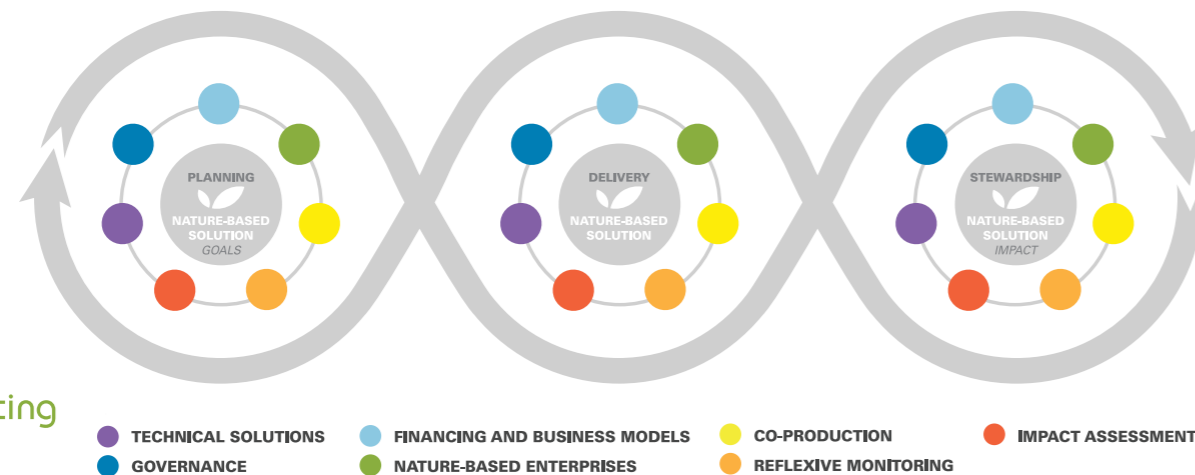 PLANNING
NATURE-BASED
SOLUTION
GOALS
DELIVERY
NATURE-BASED
SOLUTION
STEWARDSHIP
NATURE-BASED
SOLUTION
IMPACT
ting
TECHNICAL SOLUTIONS
FINANCING AND BUSINESS MODELS
CO-PRODUCTION
IMPACT ASSESSMENT
GOVERNANCE
NATURE-BASED ENTERPRISES
REFLEXIVE MONITORING